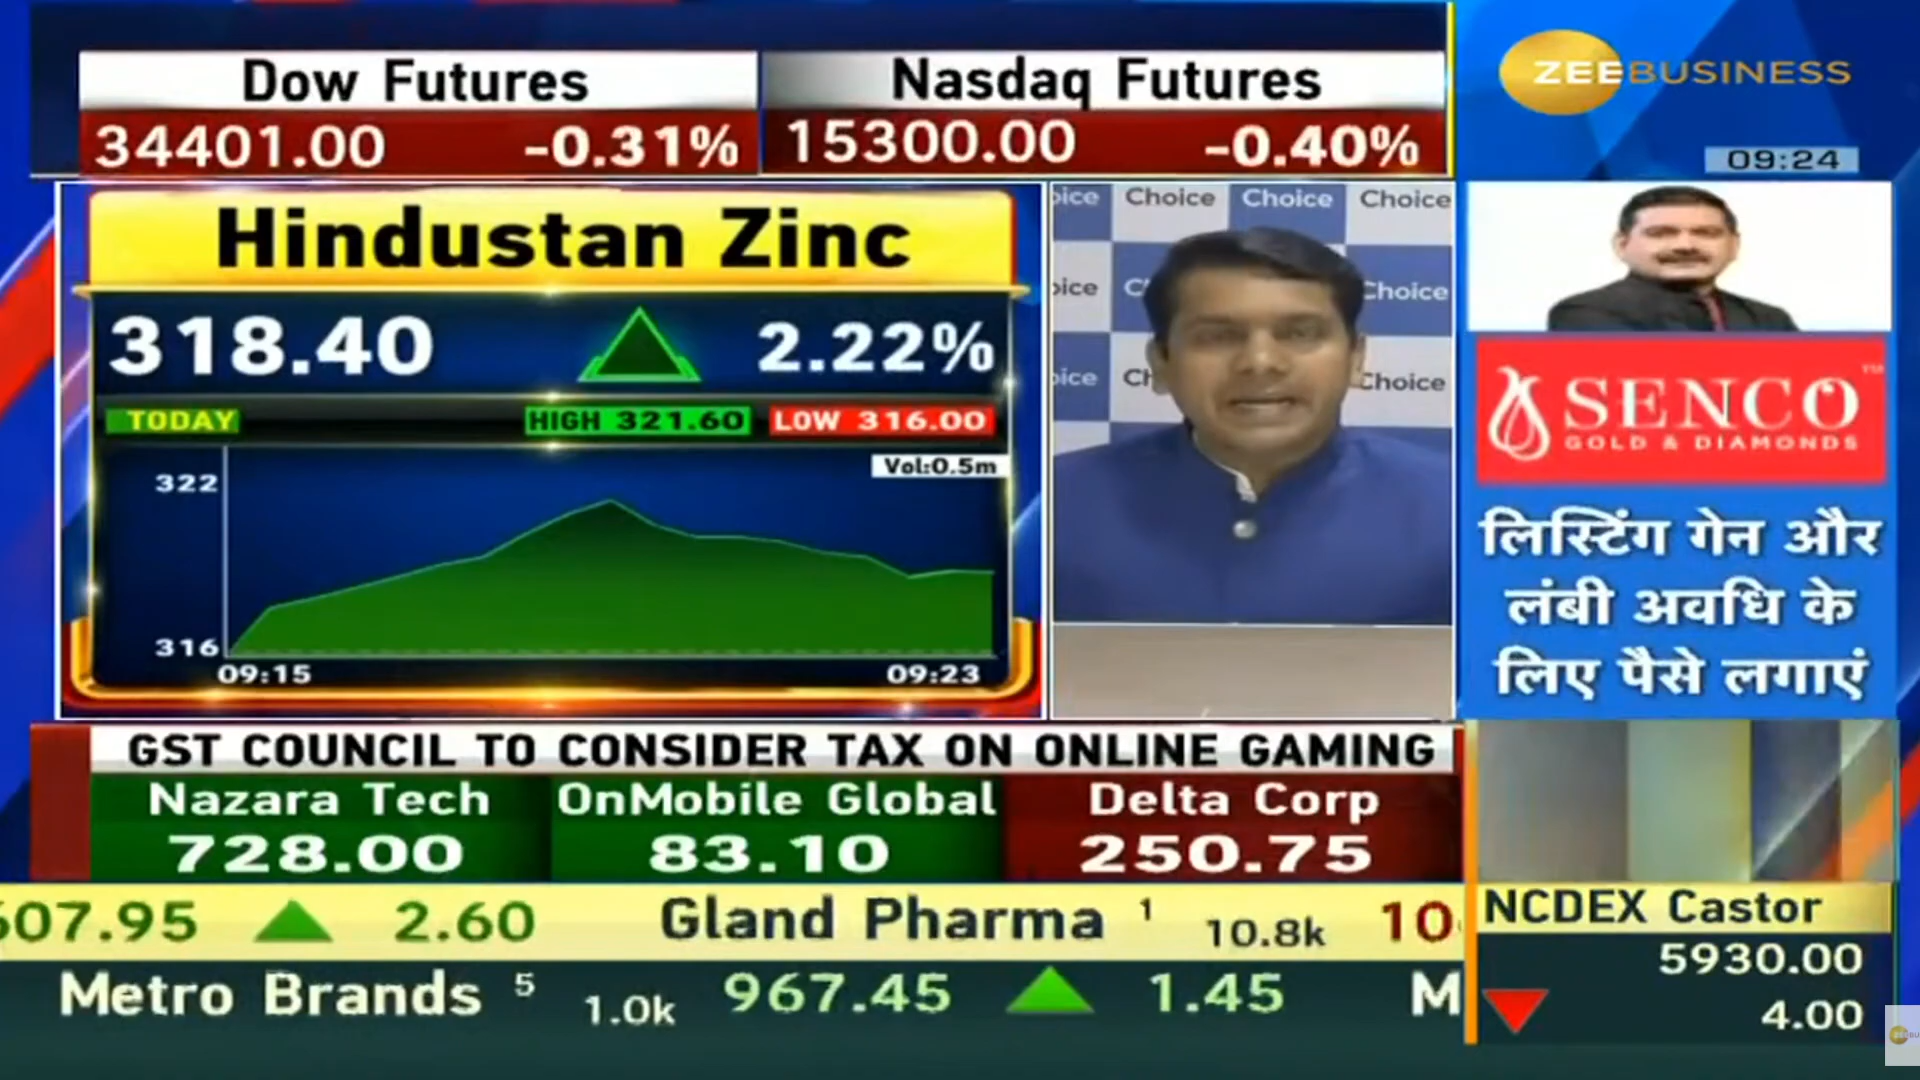 Dow Futures
34401.00 -0.31%
Nasdaq Futures
15300.00 -0.40%
ZEEBUSINESS
09:24
Hindustan Zinc
318.40 2.22%
TODAY HIGH 321.60 LOW 316.00
Vol:0.5m
322
316
09:15 09:23
Choice Choice Choice
Choice
Choice
SENCO™
GOLD & DIAMONDS
लिस्टिंग गेन और
लंबी अवधि के
लिए पैसे लगाएं
GST COUNCIL TO CONSIDER TAX ON ONLINE GAMING
Nazara Tech
728.00
OnMobile Global
83.10
Delta Corp
250.75
607.95 2.60 Gland Pharma 1 10.8k 10
Metro Brands 5 1.0k 967.45 1.45 M
NCDEX Castor
5930.00
4.00